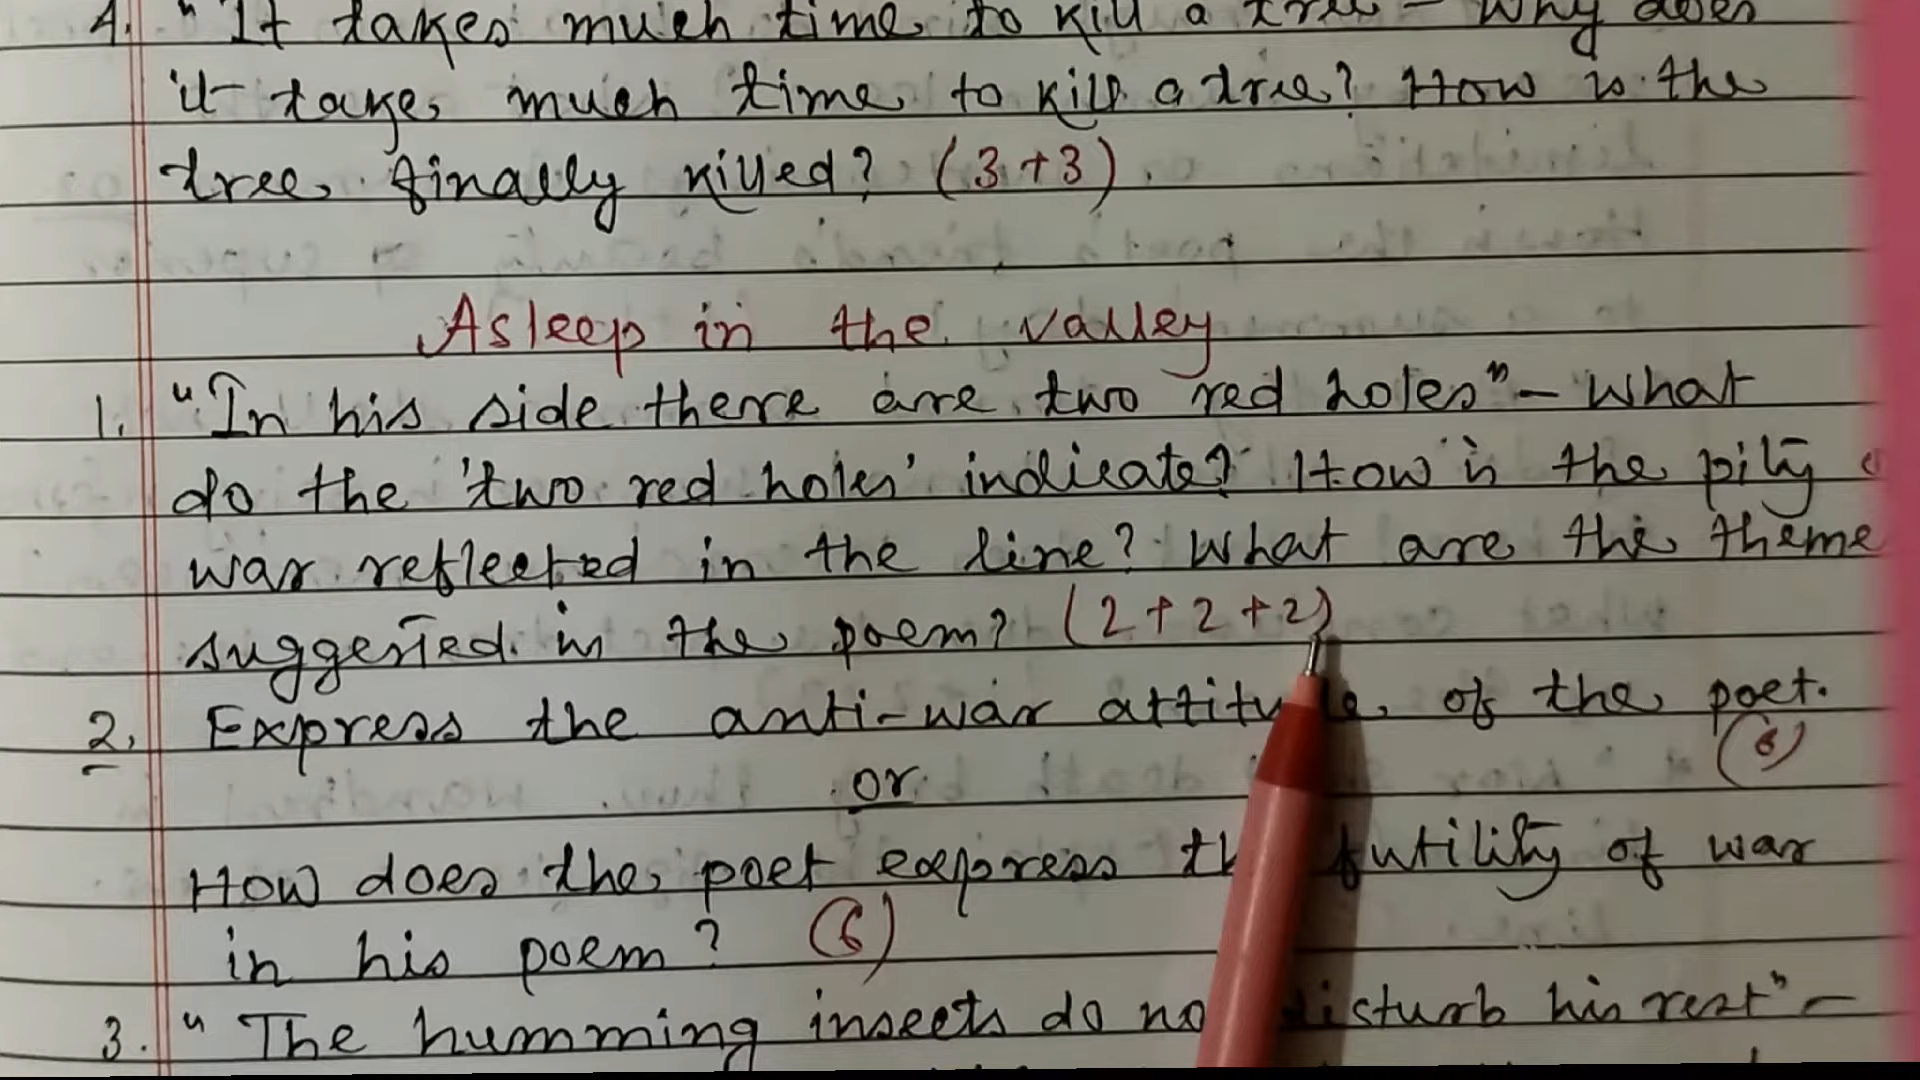 4. "It takes much time to kill a tree - Why does
it takes much time to kill a tree? How is the
tree finally killed? (3+3).
Asleep in the valley
1. "In his side there are two red holes" - What
do the 'two red holes' indicate? How is the pity
war reflected in the line? What are the theme
suggested in the poem? (2+2+2)
2. Express the anti-war attitude of the poet.
(6)
or
How does the poet express the futility of war
in his poem? (6)
3. "The humming insects do not disturb his rest" -